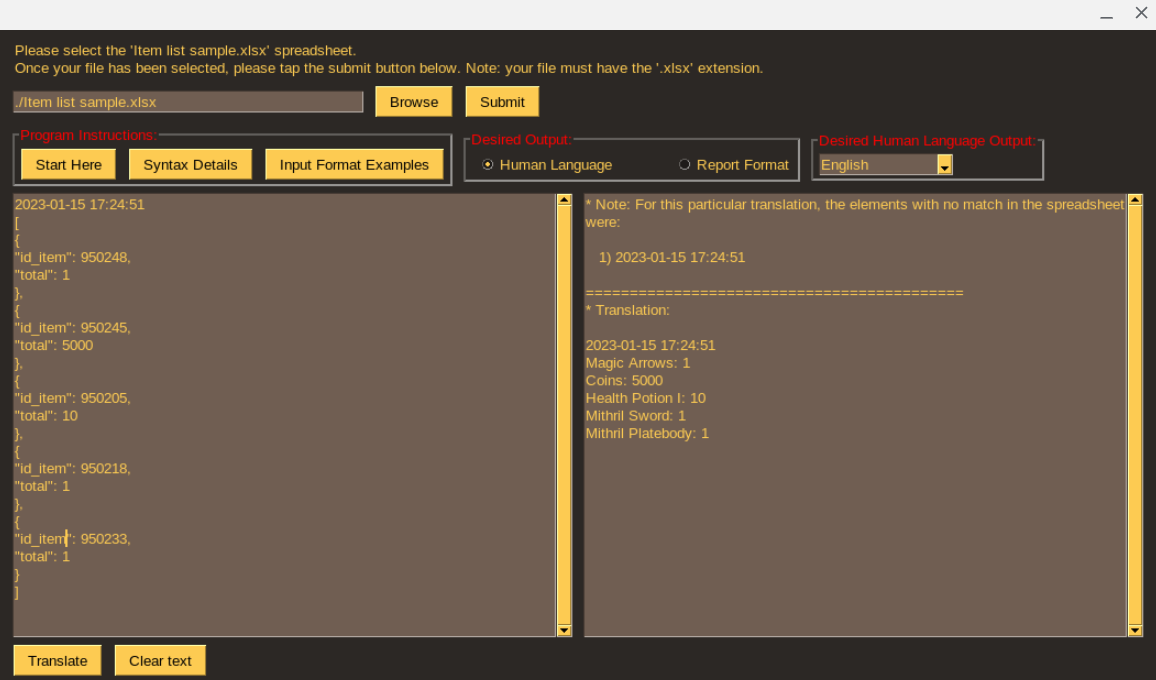 Please select the 'Item list sample.xlsx' spreadsheet.
Once your file has been selected, please tap the submit button below. Note: your file must have the '.xlsx' extension.
./Item list sample.xlsx
Browse
Submit
Program Instructions:
Start Here
Syntax Details
Input Format Examples
Desired Output:
Human Language
Report Format
Desired Human Language Output:
English
2023-01-15 17:24:51
[
{
"id_item": 950248,
"total": 1
},
{
"id_item": 950245,
"total": 5000
},
{
"id_item": 950205,
"total": 10
},
{
"id_item": 950218,
"total": 1
},
{
"id_item": 950233,
"total": 1
}
]
* Note: For this particular translation, the elements with no match in the spreadsheet
were:
1) 2023-01-15 17:24:51
===========================================
* Translation:
2023-01-15 17:24:51
Magic Arrows: 1
Coins: 5000
Health Potion I: 10
Mithril Sword: 1
Mithril Platebody: 1
Translate
Clear text